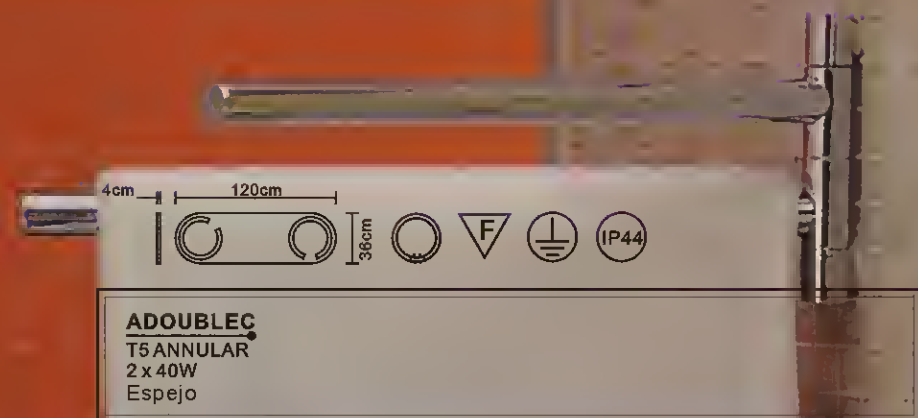 4cm
120cm
36cm
F
IP44
ADOUBLEC
T5 ANNULAR
2 x 40W
Espejo